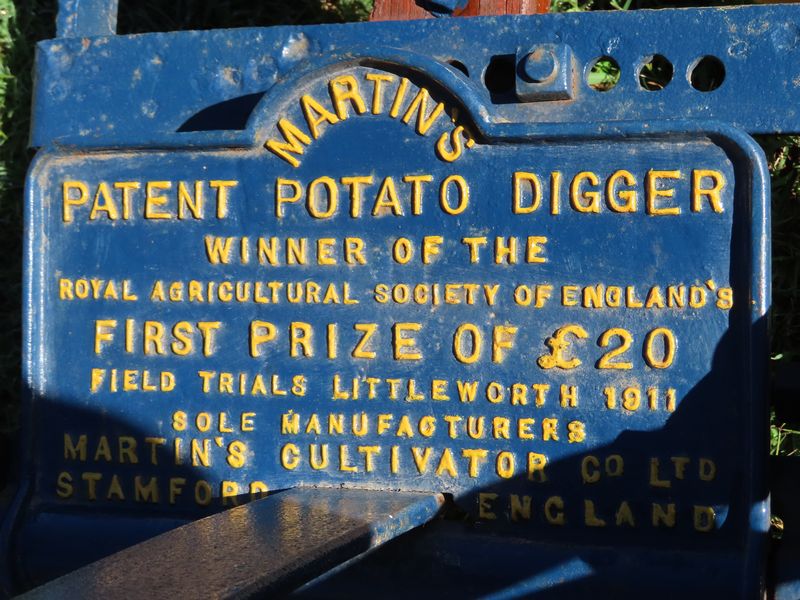 MARTIN'S
PATENT POTATO DIGGER
WINNER OF THE
ROYAL AGRICULTURAL SOCIETY OF ENGLAND'S
FIRST PRIZE OF £20
FIELD TRIALS LITTLEWORTH 1911
SOLE MANUFACTURERS
MARTIN'S CULTIVATOR CO LTD
STAMFORD ENGLAND